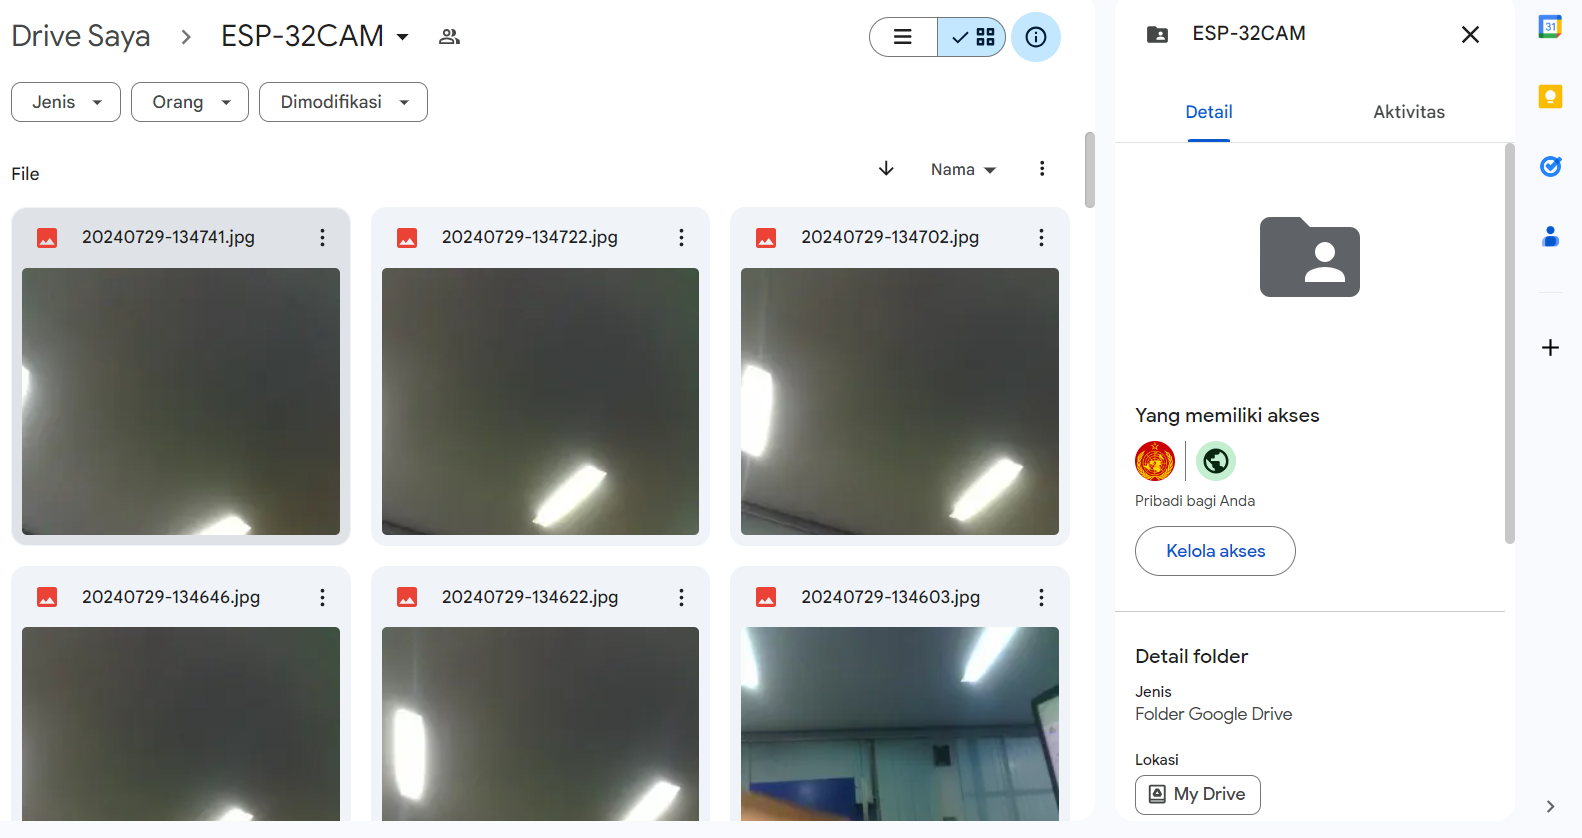 Drive Saya
ESP-32CAM
Jenis
Orang
Dimodifikasi
File
Nama
20240729-134741.jpg
20240729-134722.jpg
20240729-134702.jpg
20240729-134646.jpg
20240729-134622.jpg
20240729-134603.jpg
ESP-32CAM
Detail
Aktivitas
Yang memiliki akses
Pribadi bagi Anda
Kelola akses
Detail folder
Jenis
Folder Google Drive
Lokasi
My Drive
31